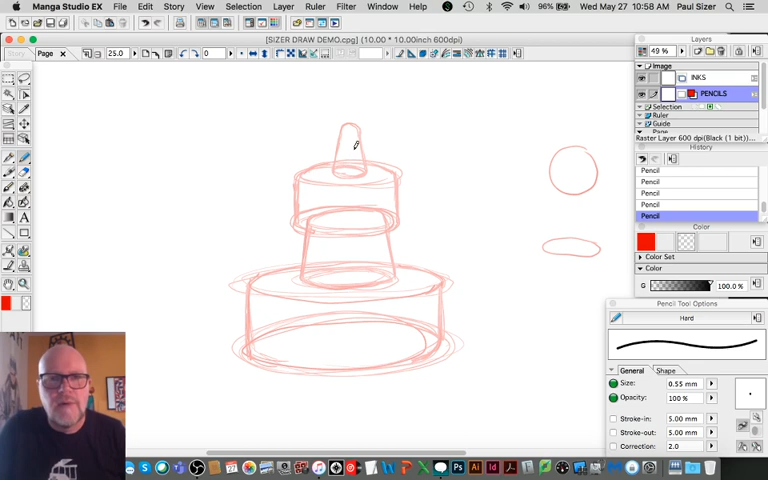 Manga Studio EX File Edit Story View Selection Layer Ruler Filter Window Help 96% Wed May 27 10:58 AM Paul Sizer
[SIZER DRAW DEMO.cpg] (10.00 * 10.00inch 600dpi)
Story Page 25.0 0
Layers
49 %
Image
INKS
PENCILS
Selection
Ruler
Guide
Raster Layer 600 dpi(Black (1 bit))...
History
Pencil
Pencil
Pencil
Pencil
Pencil
Color
Color Set
Color
G 100.0 %
Pencil Tool Options
Hard
General Shape
Size: 0.55 mm
Opacity: 100 %
Stroke-in: 5.00 mm
Stroke-out: 5.00 mm
Correction: 2.0